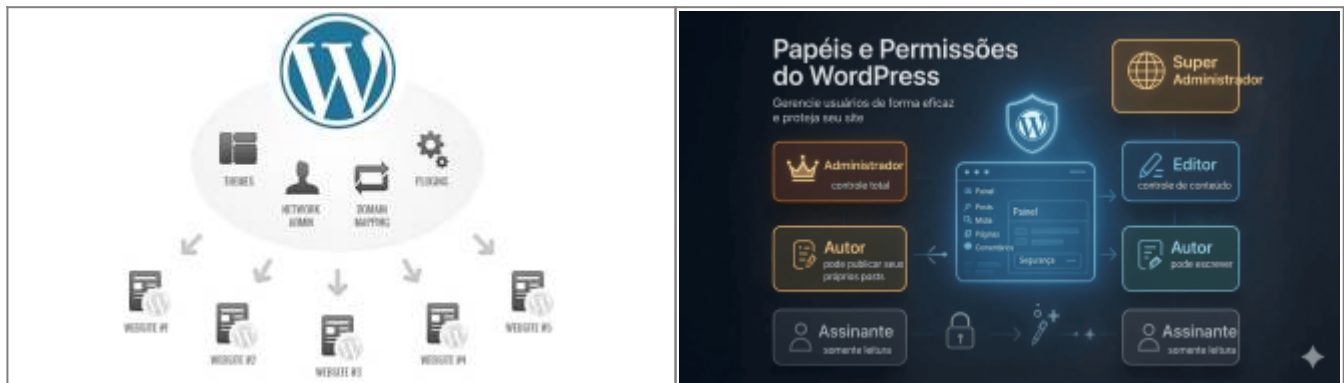 THEMES
NETWORK
ADMIN
DOMAIN
MAPPING
PLUGINS
WEBSITE #1
WEBSITE #2
WEBSITE #3
WEBSITE #4
WEBSITE #5
Papéis e Permissões
do WordPress
Gerencie usuários de forma eficaz
e proteja seu site
Super
Administrador
Administrador
controle total
Editor
controle de conteúdo
Painel
Posts
Mídia
Páginas
Comentários
Painel
Segurança
Autor
pode publicar seus
próprios posts
Autor
pode escrever
Assinante
somente leitura
Assinante
somente leitura